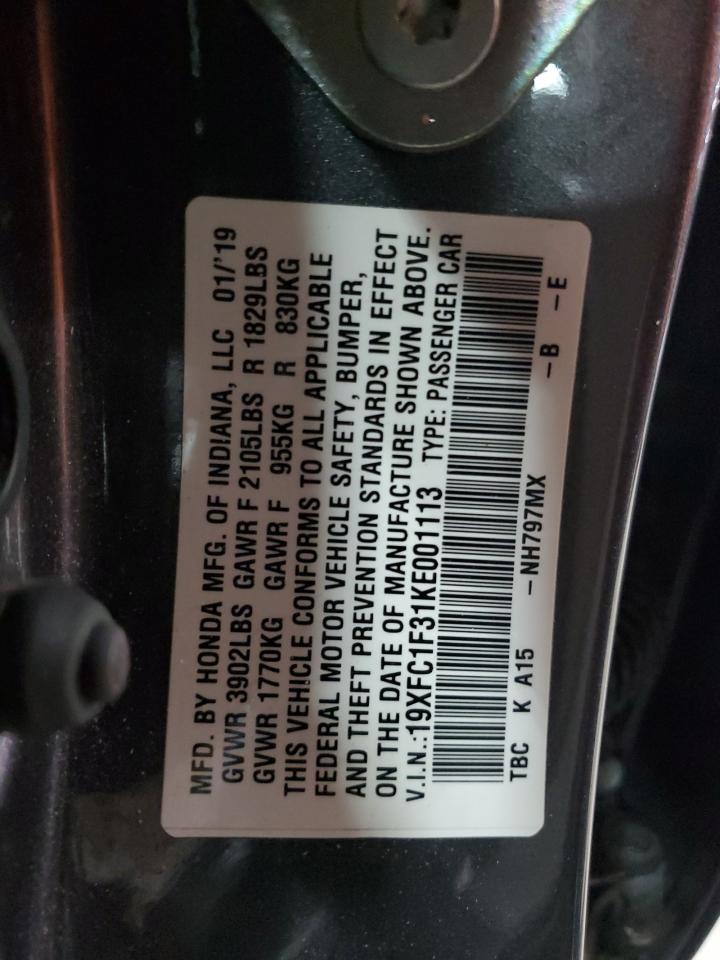 MFD. BY HONDA MFG. OF INDIANA, LLC 01/'19
GVWR 3902LBS GAWR F 2105LBS R 1829LBS
GVWR 1770KG GAWR F 955KG R 830KG
THIS VEHICLE CONFORMS TO ALL APPLICABLE
FEDERAL MOTOR VEHICLE SAFETY, BUMPER,
AND THEFT PREVENTION STANDARDS IN EFFECT
ON THE DATE OF MANUFACTURE SHOWN ABOVE.
V.I.N.:19XFC1F31KE001113 TYPE: PASSENGER CAR
TBC K A15 -NH797MX -B -E